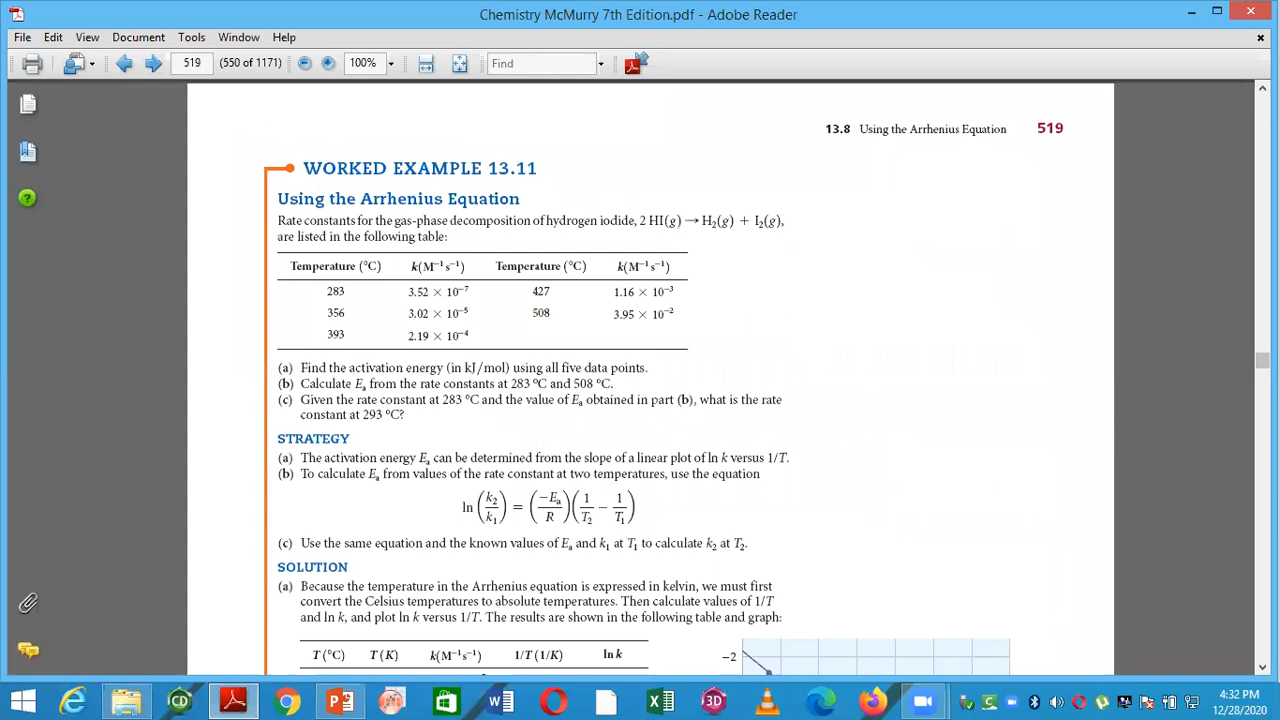 Chemistry McMurry 7th Edition.pdf - Adobe Reader
File Edit View Document Tools Window Help
519 (550 of 1171) 100% Find
13.8 Using the Arrhenius Equation 519
WORKED EXAMPLE 13.11
Using the Arrhenius Equation
Rate constants for the gas-phase decomposition of hydrogen iodide, 2 HI(g) → H₂(g) + I₂(g),
are listed in the following table:
Temperature (°C) k(M⁻¹ s⁻¹) Temperature (°C) k(M⁻¹ s⁻¹)
283 3.52 × 10⁻⁷ 427 1.16 × 10⁻³
356 3.02 × 10⁻⁵ 508 3.95 × 10⁻²
393 2.19 × 10⁻⁴
(a) Find the activation energy (in kJ/mol) using all five data points.
(b) Calculate Eₐ from the rate constants at 283 °C and 508 °C.
(c) Given the rate constant at 283 °C and the value of Eₐ obtained in part (b), what is the rate
constant at 293 °C?
STRATEGY
(a) The activation energy Eₐ can be determined from the slope of a linear plot of ln k versus 1/T.
(b) To calculate Eₐ from values of the rate constant at two temperatures, use the equation
ln (k₂/k₁) = (−Eₐ/R)(1/T₂ − 1/T₁)
(c) Use the same equation and the known values of Eₐ and k₁ at T₁ to calculate k₂ at T₂.
SOLUTION
(a) Because the temperature in the Arrhenius equation is expressed in kelvin, we must first
convert the Celsius temperatures to absolute temperatures. Then calculate values of 1/T
and ln k, and plot ln k versus 1/T. The results are shown in the following table and graph:
T (°C) T (K) k(M⁻¹s⁻¹) 1/T (1/K) ln k
−2
4:32 PM
12/28/2020